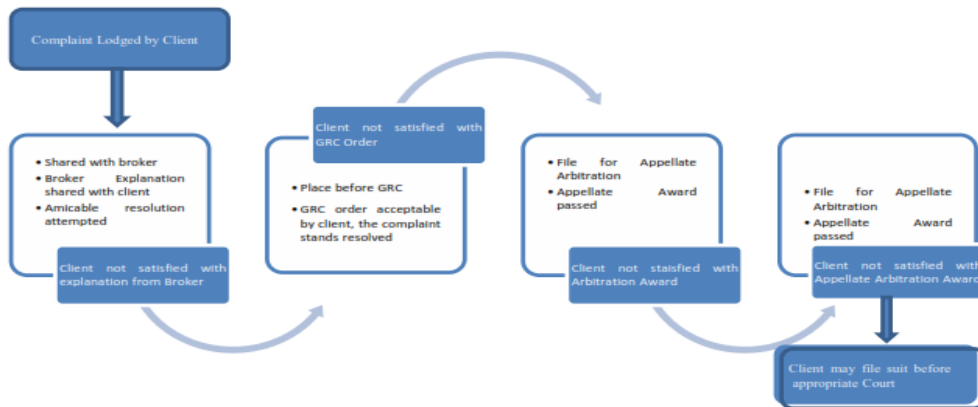 Complaint Lodged by Client
• Shared with broker
• Broker Explanation
shared with client
• Amicable resolution
attempted
Client not satisfied with
explanation from Broker
Client not satisfied with
GRC Order
• Place before GRC
• GRC order acceptable
by client, the complaint
stands resolved
• File for Appellate
Arbitration
• Appellate Award
passed
Client not staisfied with
Arbitration Award
• File for Appellate
Arbitration
• Appellate Award
passed
Client not satisfied with
Appellate Arbitration Award
Client may file suit before
appropriate Court